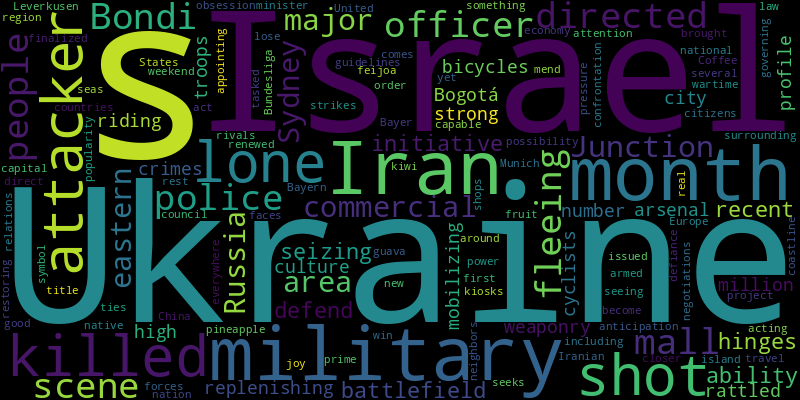 Leverkusen obsession minister United something law
region Bondi major officer directed
finalized lose economy attention brought governing
people attacker S Israel
States troops appointing Sydney comes guidelines bicycles mend Coffee national
weekend tasked Bundesliga feijoa yet pressure confrontation several profile
seas order Bogotá city wartime
countries act strikes strong citizens
riding Bayer capable
popularity rivals initiative possibility Junction surrounding
renewed
capital crimes lone Iran . kiwi Munich fleeing month real
direct rest Bayern shops
eastern police commercial fruit number arsenal recent
relations council faces Europe
Ukraine
Russia seizing area culture guava around mobilizing cyclists issued defiance coastline
symbol everywhere power armed negotiations
restoring title new first seeing million
ties China defend kiosks become project
good native high pineapple weaponry anticipation acting
killed military win neighbors including mall hinges
joy prime Iranian closer island travel
scene forces replenishing battlefield seeks shot ability
nation rattled